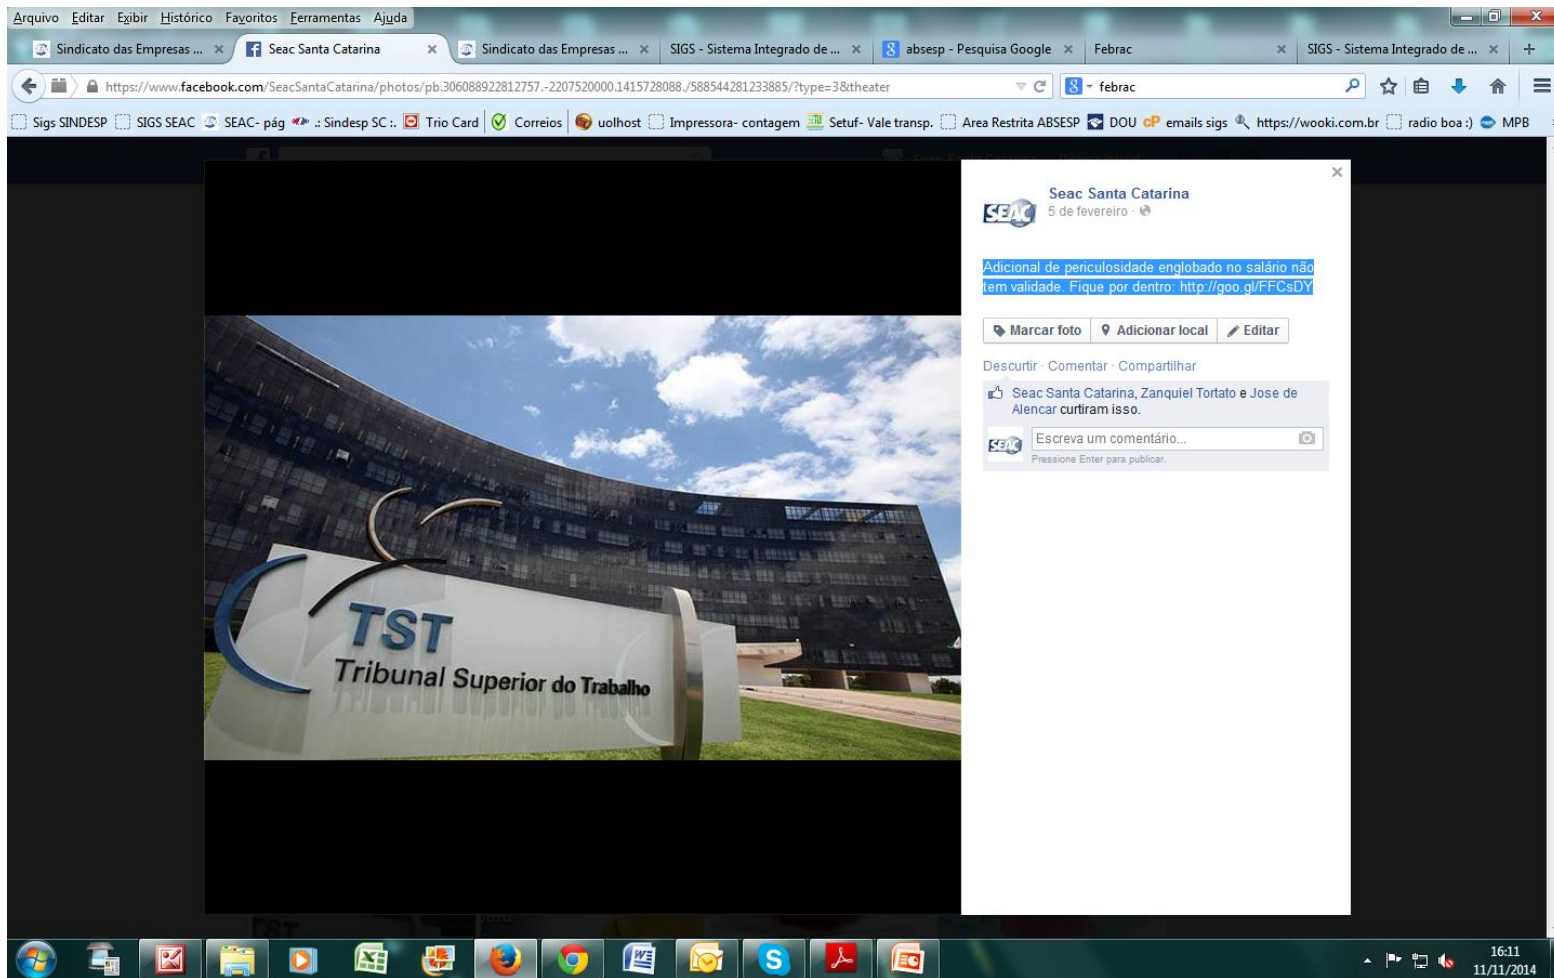 Arquivo Editar Exibir Histórico Favoritos Ferramentas Ajuda
Sindicato das Empresas ... Seac Santa Catarina Sindicato das Empresas ... SIGS - Sistema Integrado de ... absesp - Pesquisa Google Febrac SIGS - Sistema Integrado de ...
https://www.facebook.com/SeacSantaCatarina/photos/pb.306088922812757.-2207520000.1415728088./588544281233885/?type=3&theater febrac
Sigs SINDESP SIGS SEAC SEAC- pág .: Sindesp SC :. Trio Card Correios uolhost Impressora- contagem Setuf- Vale transp. Area Restrita ABSESP DOU emails sigs https://wooki.com.br radio boa :) MPB
SEAC
Seac Santa Catarina
5 de fevereiro ·
Adicional de periculosidade englobado no salário não
tem validade. Fique por dentro: http://goo.gl/FFCsDY
Marcar foto Adicionar local Editar
Descurtir · Comentar · Compartilhar
Seac Santa Catarina, Zanquiel Tortato e Jose de
Alencar curtiram isso.
SEAC
Escreva um comentário...
Pressione Enter para publicar.
TST
Tribunal Superior do Trabalho
16:11
11/11/2014